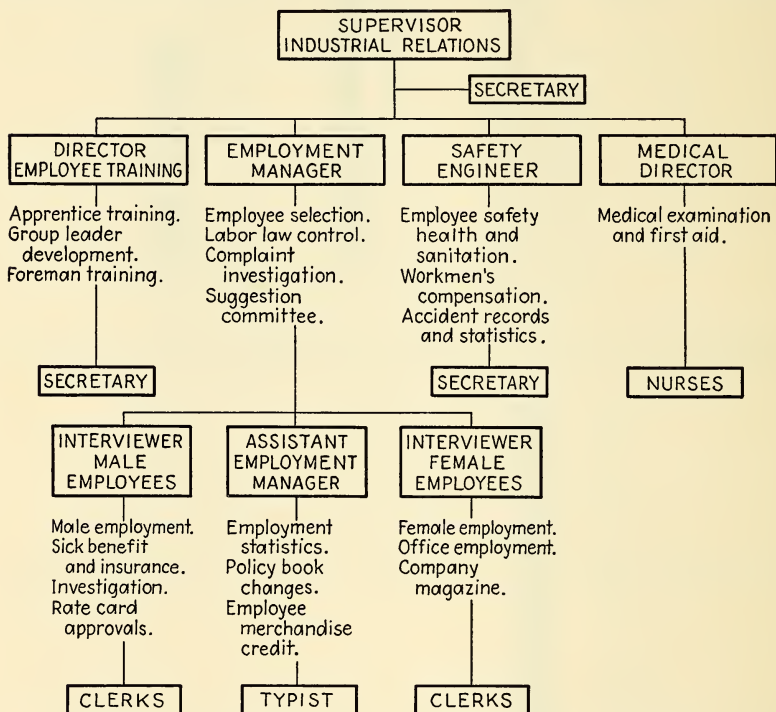 SUPERVISOR
INDUSTRIAL RELATIONS
SECRETARY
DIRECTOR
EMPLOYEE TRAINING
Apprentice training.
Group leader
development.
Foreman training.
SECRETARY
EMPLOYMENT
MANAGER
Employee selection.
Labor law control.
Complaint
investigation.
Suggestion
committee.
SAFETY
ENGINEER
Employee safety
health and
sanitation.
Workmen's
compensation.
Accident records
and statistics.
SECRETARY
MEDICAL
DIRECTOR
Medical examination
and first aid.
NURSES
INTERVIEWER
MALE
EMPLOYEES
Male employment.
Sick benefit
and insurance.
Investigation.
Rate card
approvals.
CLERKS
ASSISTANT
EMPLOYMENT
MANAGER
Employment
statistics.
Policy book
changes.
Employee
merchandise
credit.
TYPIST
INTERVIEWER
FEMALE
EMPLOYEES
Female employment.
Office employment.
Company
magazine.
CLERKS